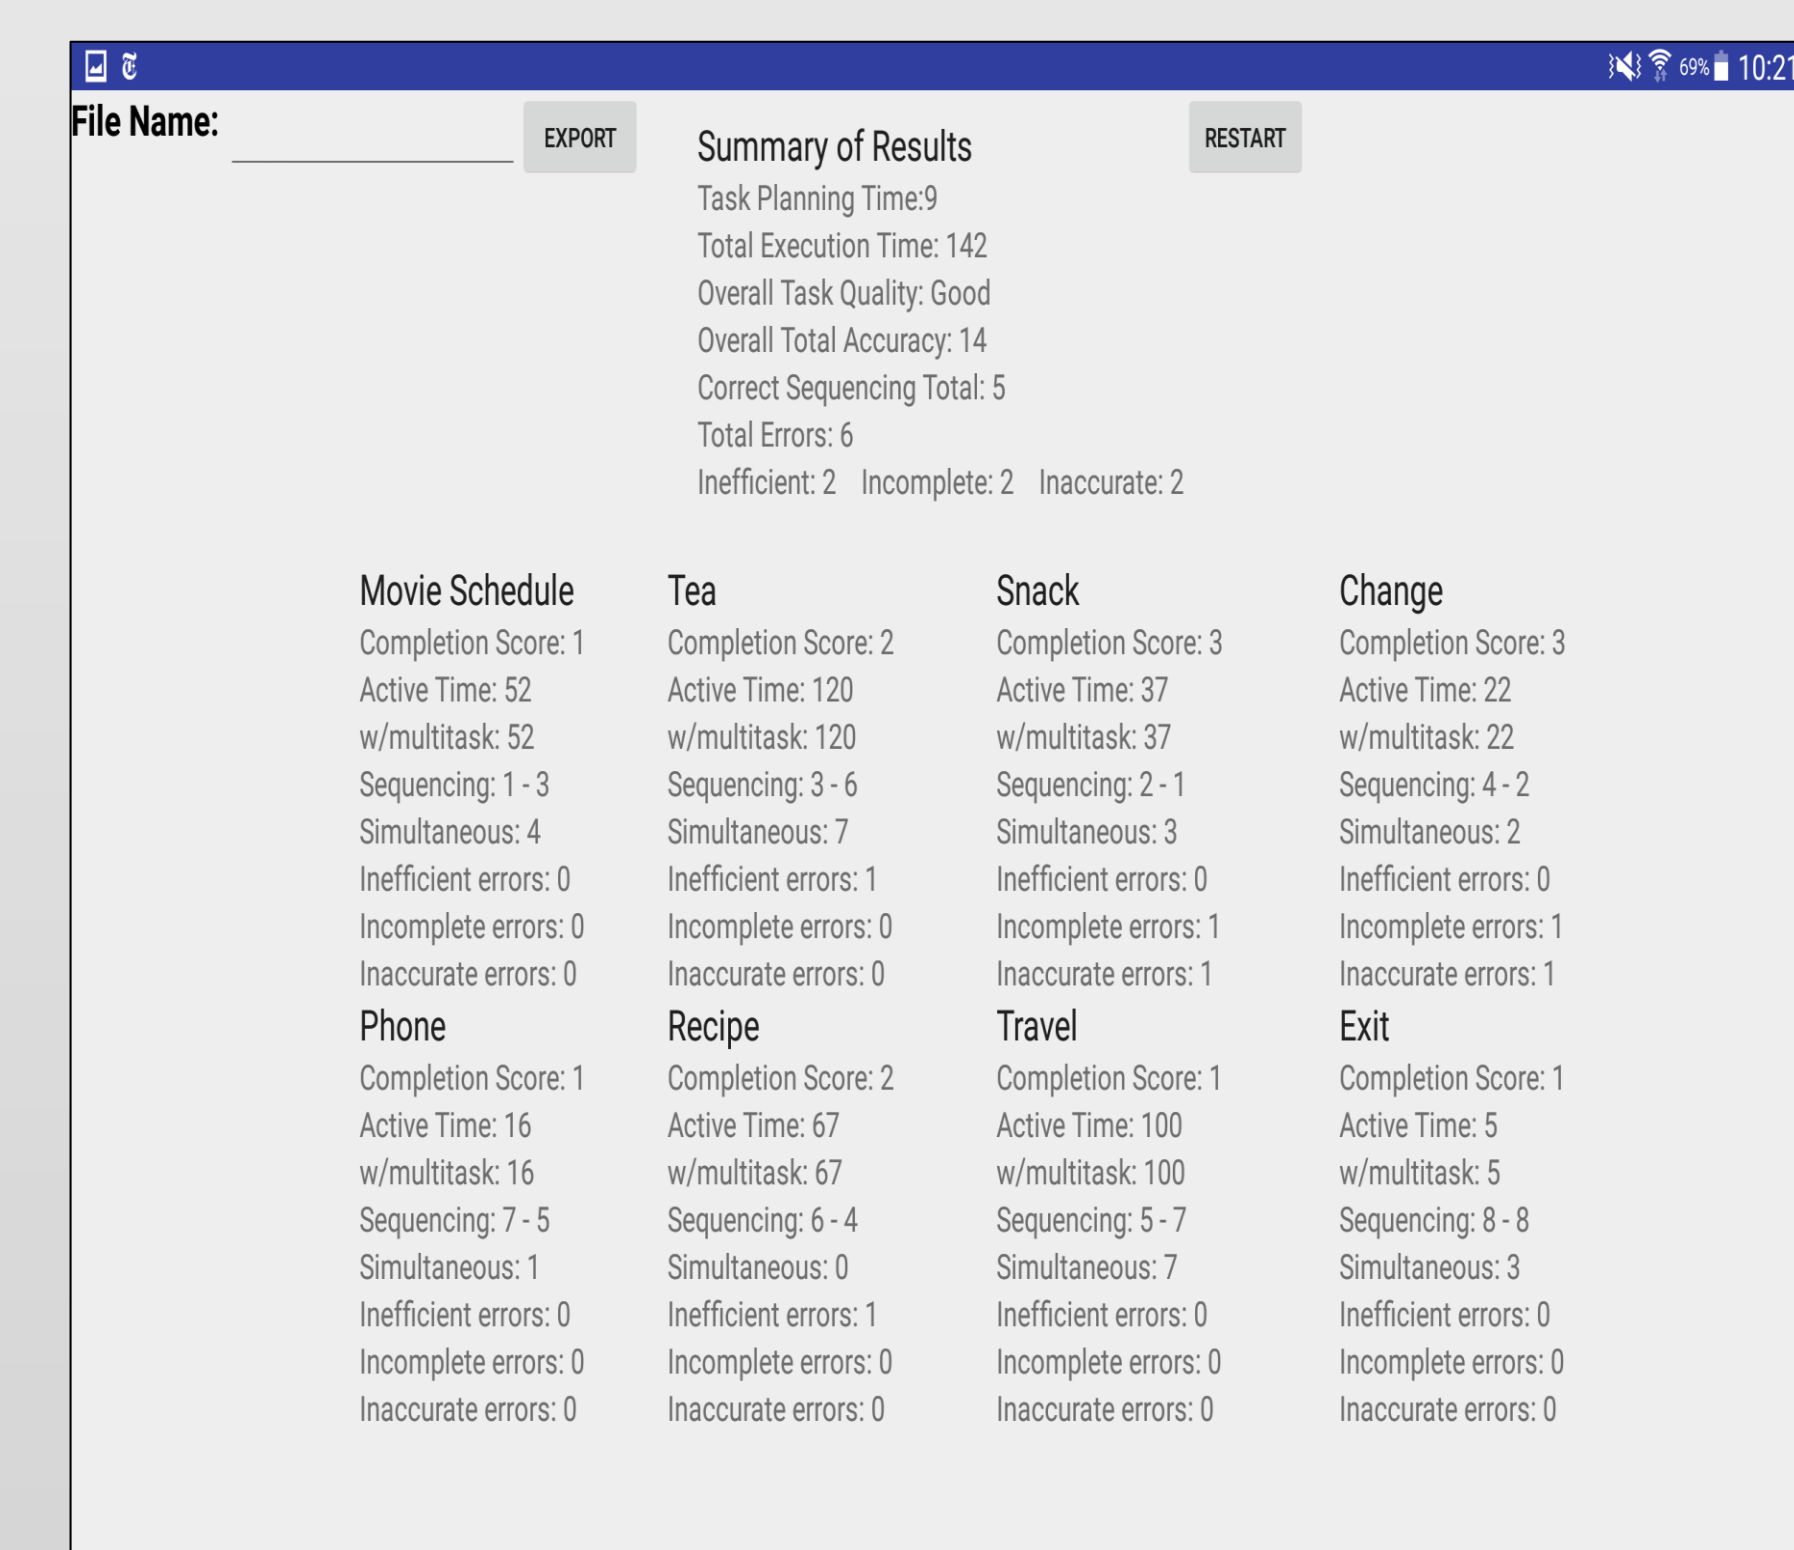 69% 10:21
File Name: EXPORT Summary of Results RESTART
Task Planning Time:9
Total Execution Time: 142
Overall Task Quality: Good
Overall Total Accuracy: 14
Correct Sequencing Total: 5
Total Errors: 6
Inefficient: 2 Incomplete: 2 Inaccurate: 2
Movie Schedule
Completion Score: 1
Active Time: 52
w/multitask: 52
Sequencing: 1 - 3
Simultaneous: 4
Inefficient errors: 0
Incomplete errors: 0
Inaccurate errors: 0
Tea
Completion Score: 2
Active Time: 120
w/multitask: 120
Sequencing: 3 - 6
Simultaneous: 7
Inefficient errors: 1
Incomplete errors: 0
Inaccurate errors: 0
Snack
Completion Score: 3
Active Time: 37
w/multitask: 37
Sequencing: 2 - 1
Simultaneous: 3
Inefficient errors: 0
Incomplete errors: 1
Inaccurate errors: 1
Change
Completion Score: 3
Active Time: 22
w/multitask: 22
Sequencing: 4 - 2
Simultaneous: 2
Inefficient errors: 0
Incomplete errors: 1
Inaccurate errors: 1
Phone
Completion Score: 1
Active Time: 16
w/multitask: 16
Sequencing: 7 - 5
Simultaneous: 1
Inefficient errors: 0
Incomplete errors: 0
Inaccurate errors: 0
Recipe
Completion Score: 2
Active Time: 67
w/multitask: 67
Sequencing: 6 - 4
Simultaneous: 0
Inefficient errors: 1
Incomplete errors: 0
Inaccurate errors: 0
Travel
Completion Score: 1
Active Time: 100
w/multitask: 100
Sequencing: 5 - 7
Simultaneous: 7
Inefficient errors: 0
Incomplete errors: 0
Inaccurate errors: 0
Exit
Completion Score: 1
Active Time: 5
w/multitask: 5
Sequencing: 8 - 8
Simultaneous: 3
Inefficient errors: 0
Incomplete errors: 0
Inaccurate errors: 0